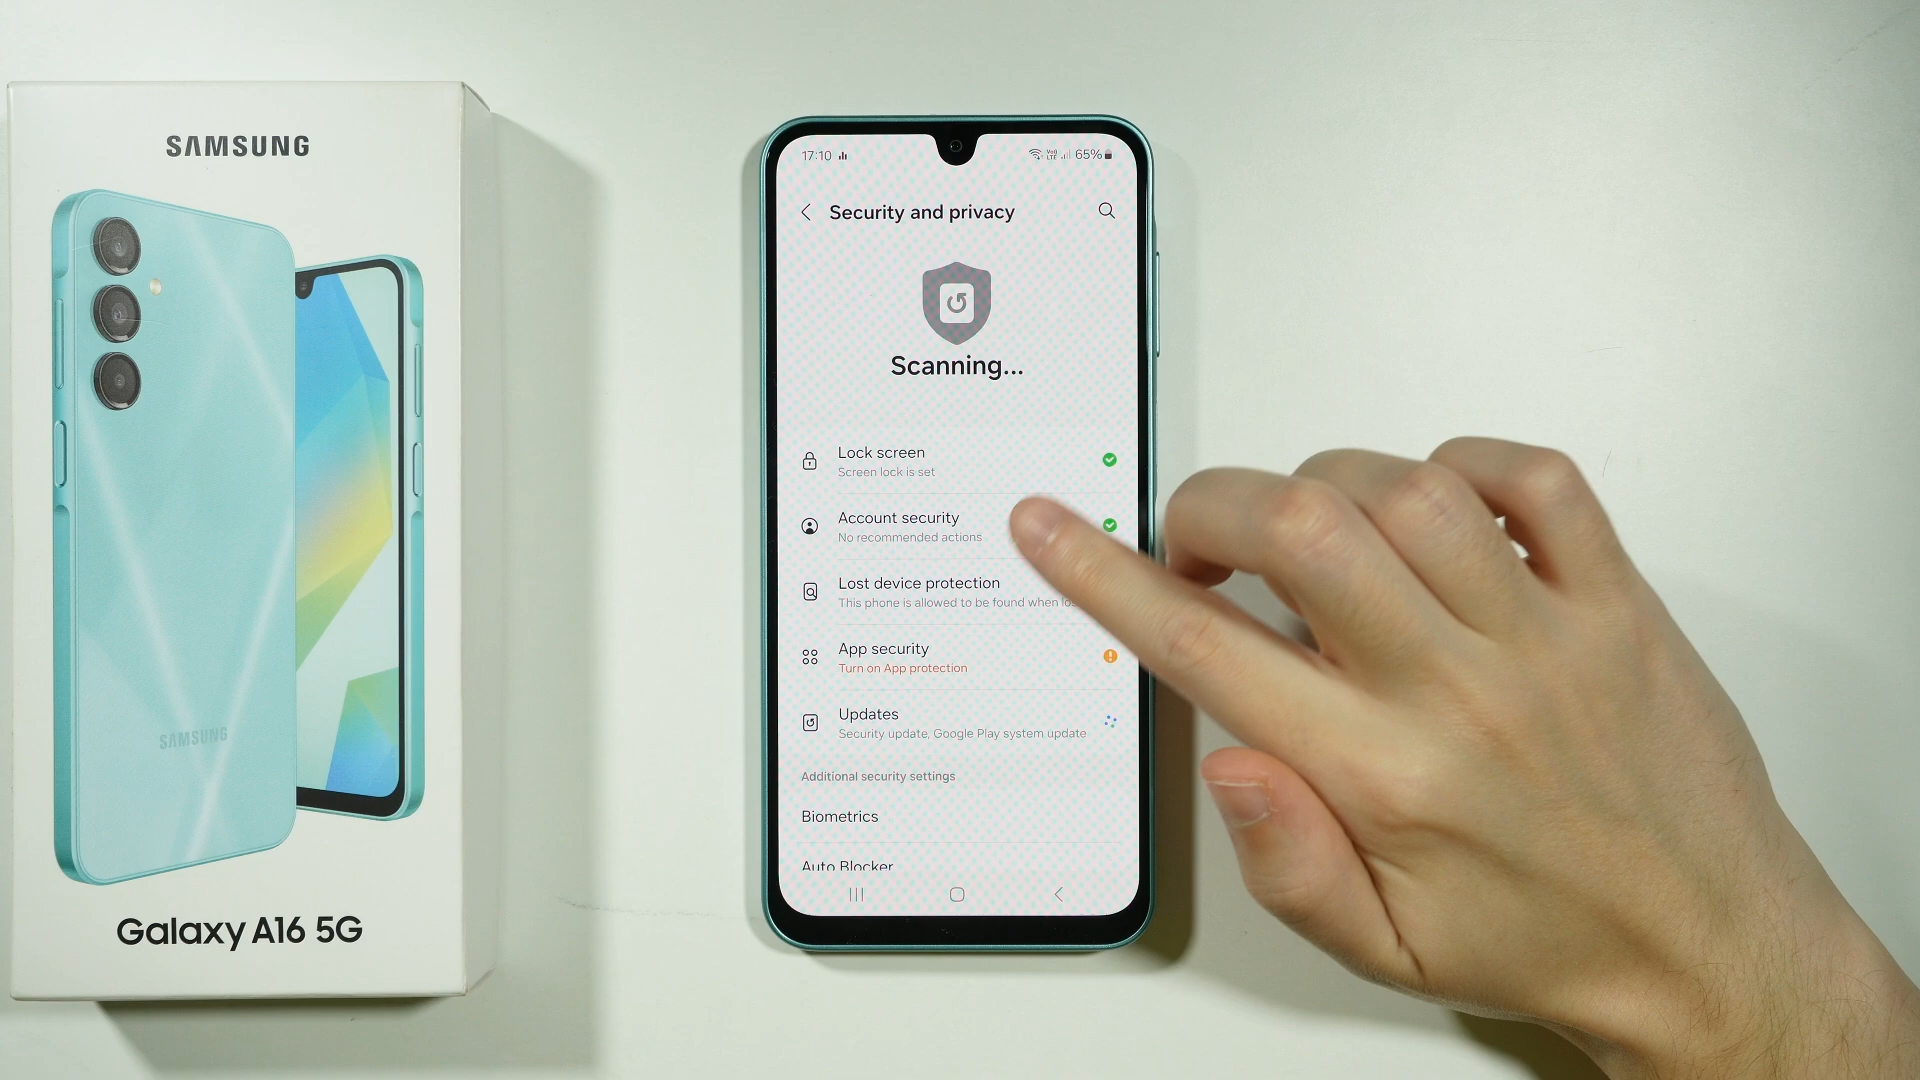 SAMSUNG
SAMSUNG
Galaxy A16 5G
17:10
65%
Security and privacy
Scanning...
Lock screen
Screen lock is set
Account security
No recommended actions
Lost device protection
This phone is allowed to be found when
App security
Turn on App protection
Updates
Security update, Google Play system update
Additional security settings
Biometrics
Auto Blocker